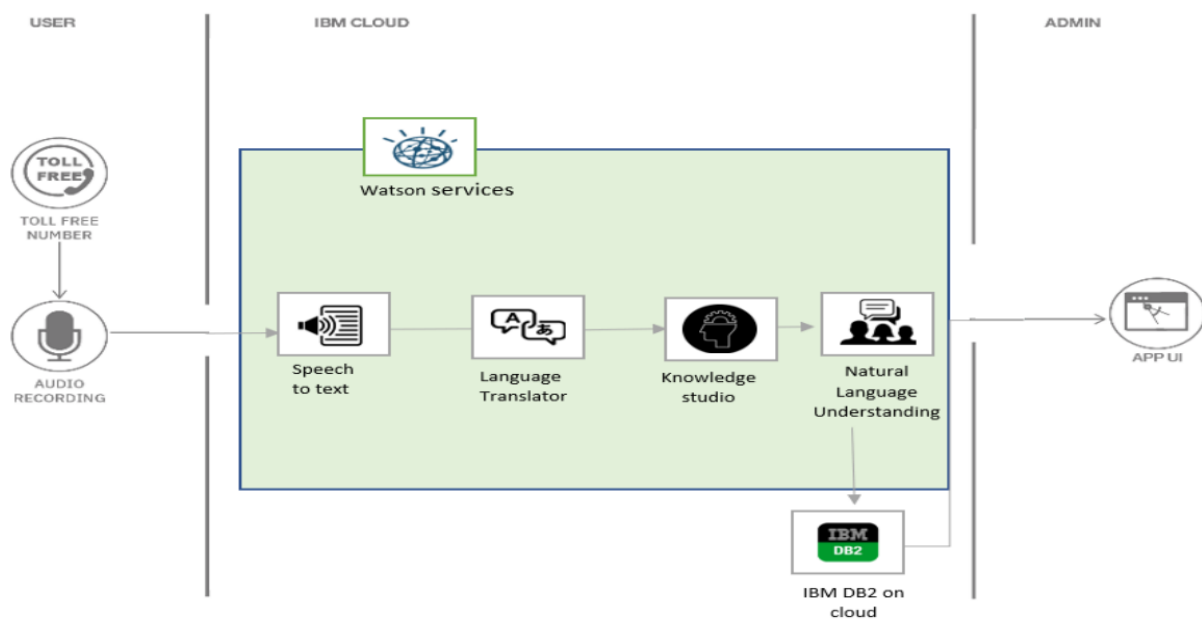 USER
IBM CLOUD
ADMIN
TOLL
FREE
TOLL FREE
NUMBER
Watson services
A
あ
Speech
to text
Language
Translator
Knowledge
studio
Natural
Language
Understanding
AUDIO
RECORDING
APP UI
IBM
DB2
IBM DB2 on
cloud